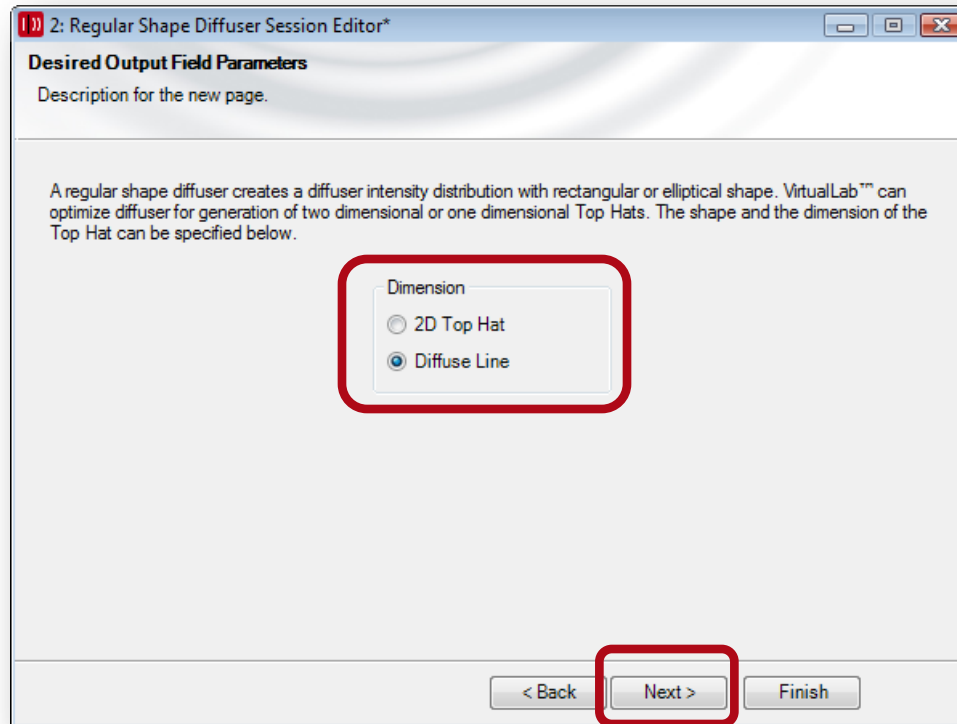 2: Regular Shape Diffuser Session Editor*
Desired Output Field Parameters
Description for the new page.
A regular shape diffuser creates a diffuser intensity distribution with rectangular or elliptical shape. VirtualLab™ can
optimize diffuser for generation of two dimensional or one dimensional Top Hats. The shape and the dimension of the
Top Hat can be specified below.
Dimension
2D Top Hat
Diffuse Line
< Back Next > Finish